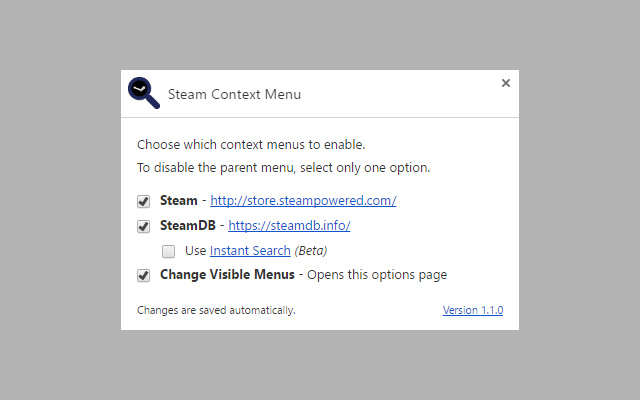 Steam Context Menu
Choose which context menus to enable.
To disable the parent menu, select only one option.
Steam - http://store.steampowered.com/
SteamDB - https://steamdb.info/
Use Instant Search (Beta)
Change Visible Menus - Opens this options page
Changes are saved automatically. Version 1.1.0